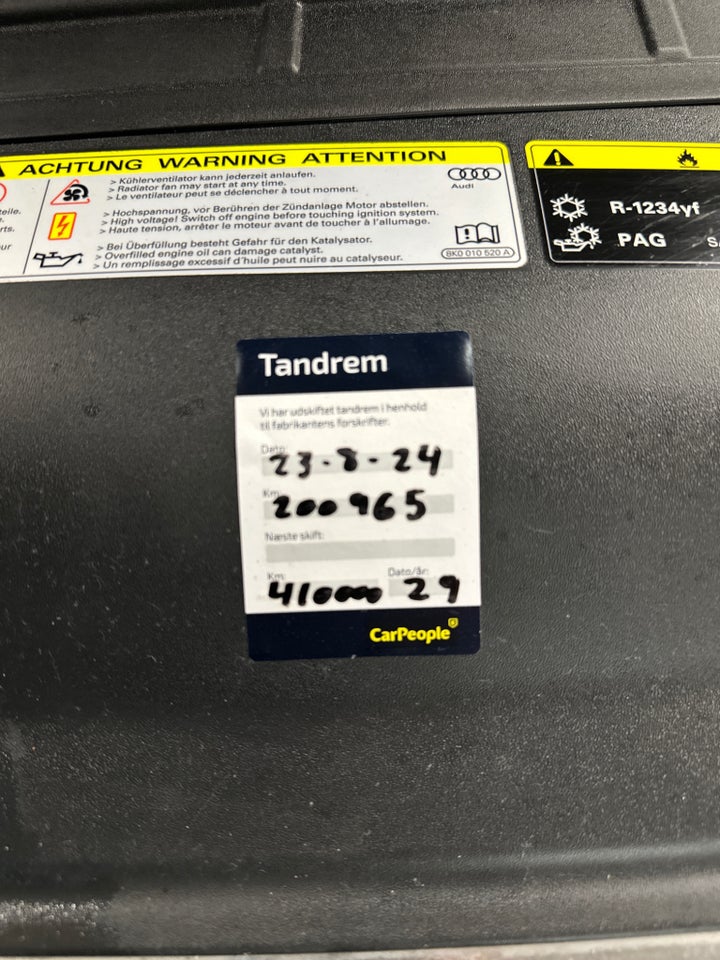 ACHTUNG WARNING ATTENTION
> Kühlerventilator kann jederzeit anlaufen.
> Radiator fan may start at any time.
> Le ventilateur peut se déclencher à tout moment.
> Hochspannung, vor Berühren der Zündanlage Motor abstellen.
> High voltage! Switch off engine before touching ignition system.
> Haute tension, arrêter le moteur avant de toucher à l'allumage.
> Bei Überfüllung besteht Gefahr für den Katalysator.
> Overfilled engine oil can damage catalyst.
> Un remplissage excessif d'huile peut nuire au catalyseur.
Audi
8K0 010 520 A
R-1234yf
PAG
Tandrem
Vi har udskiftet tandrem i henhold
til fabrikantens forskrifter.
Dato:
23-8-24
Km:
200965
Næste skift:
Km: Dato/år:
410000 29
CarPeople